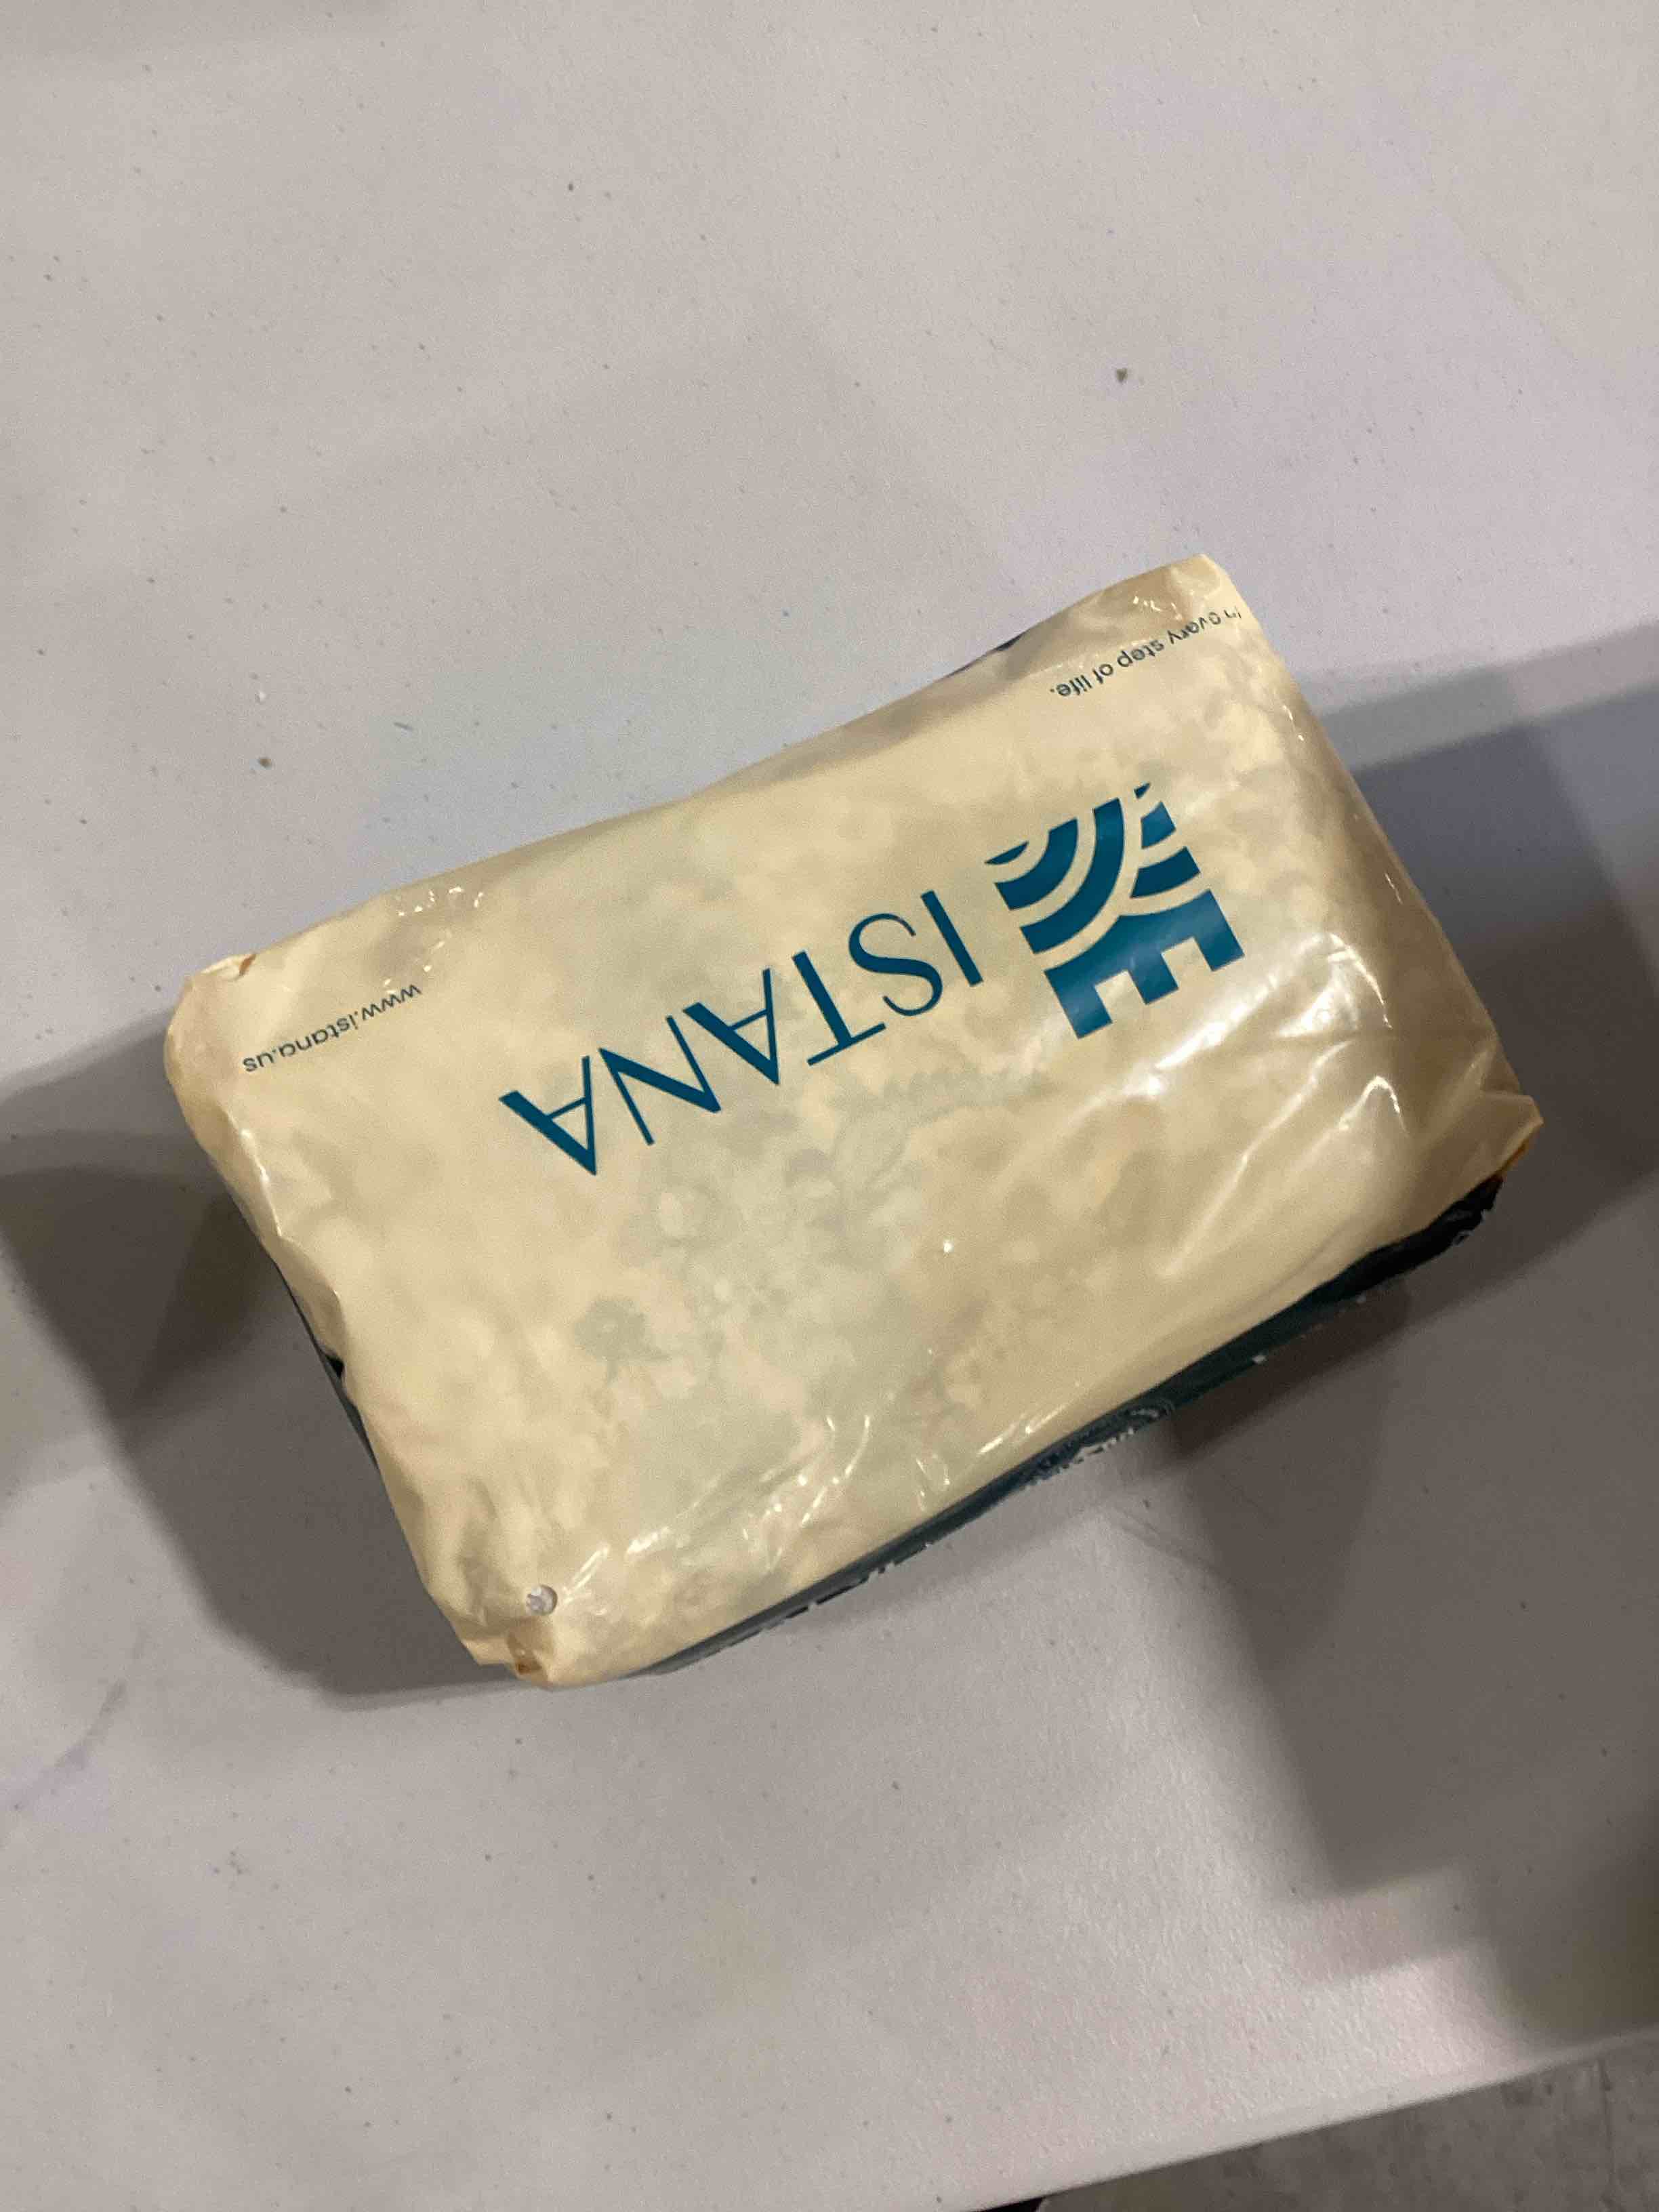 in every step of life.
ISTANA
www.istana.us